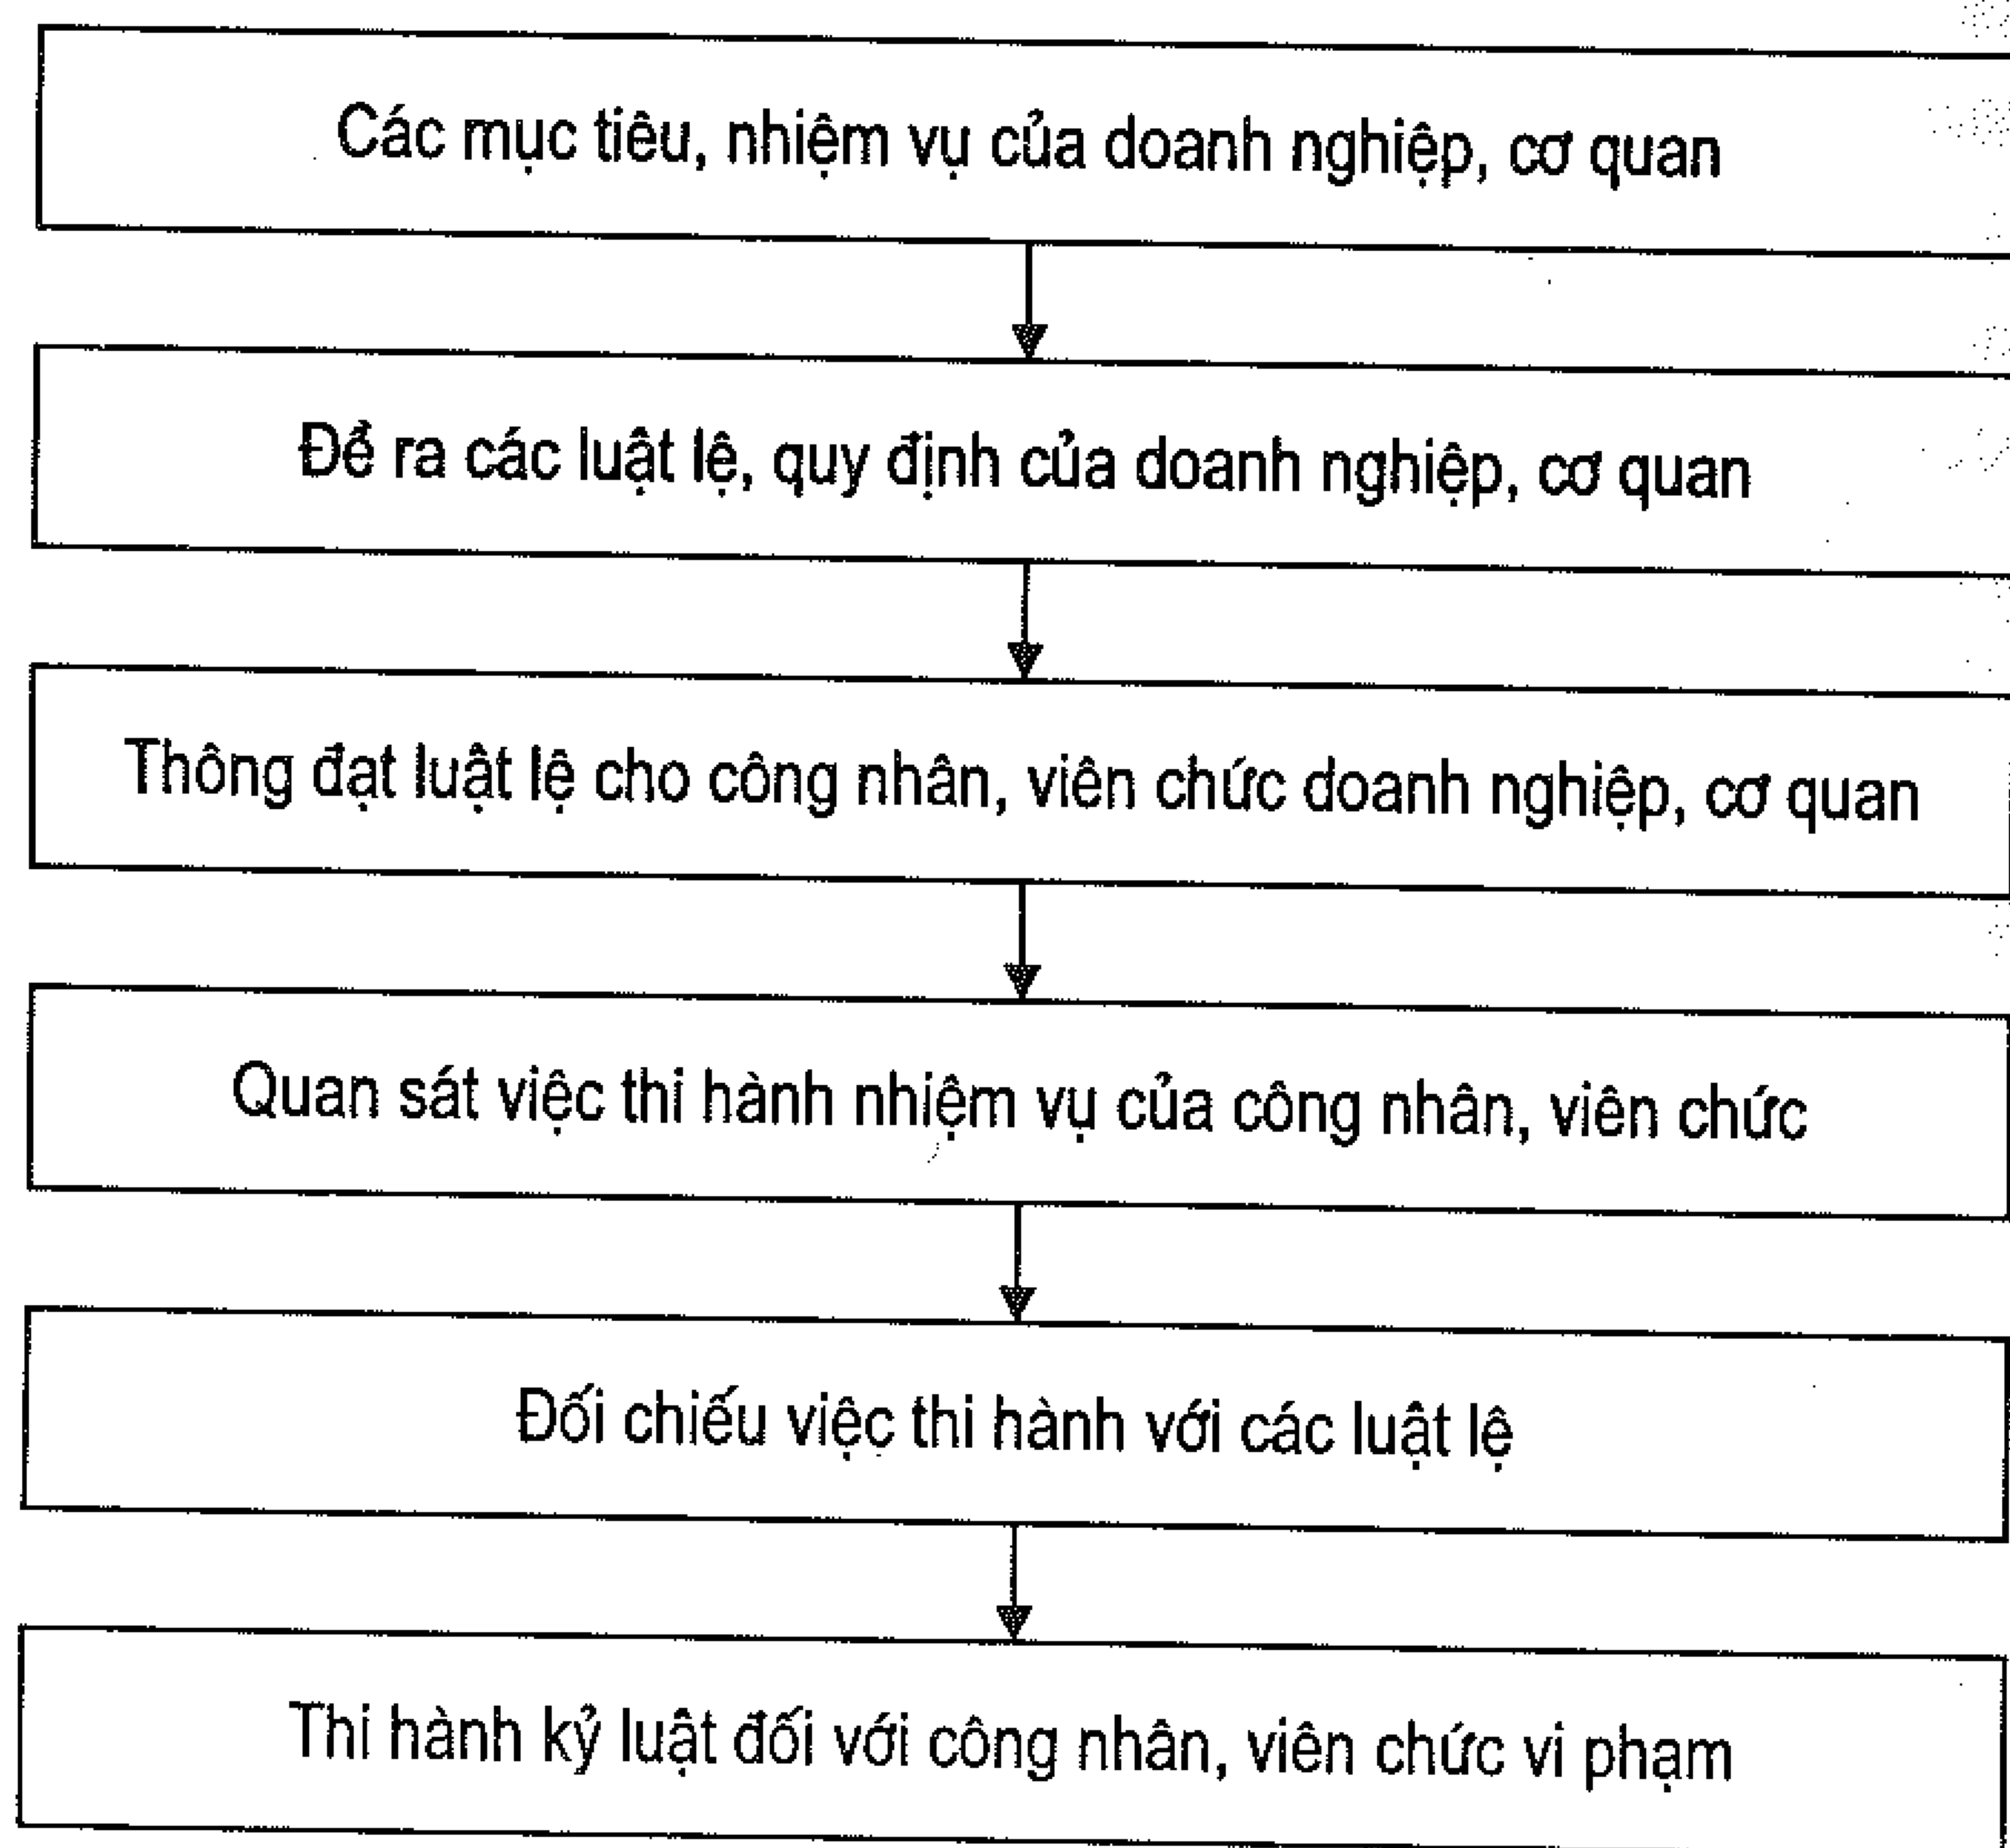 Các mục tiêu, nhiệm vụ của doanh nghiệp, cơ quan
Để ra các luật lệ, quy định của doanh nghiệp, cơ quan
Thông đạt luật lệ cho công nhân, viên chức doanh nghiệp, cơ quan
Quan sát việc thi hành nhiệm vụ của công nhân, viên chức
Đối chiếu việc thi hành với các luật lệ
Thi hành kỷ luật đối với công nhân, viên chức vi phạm